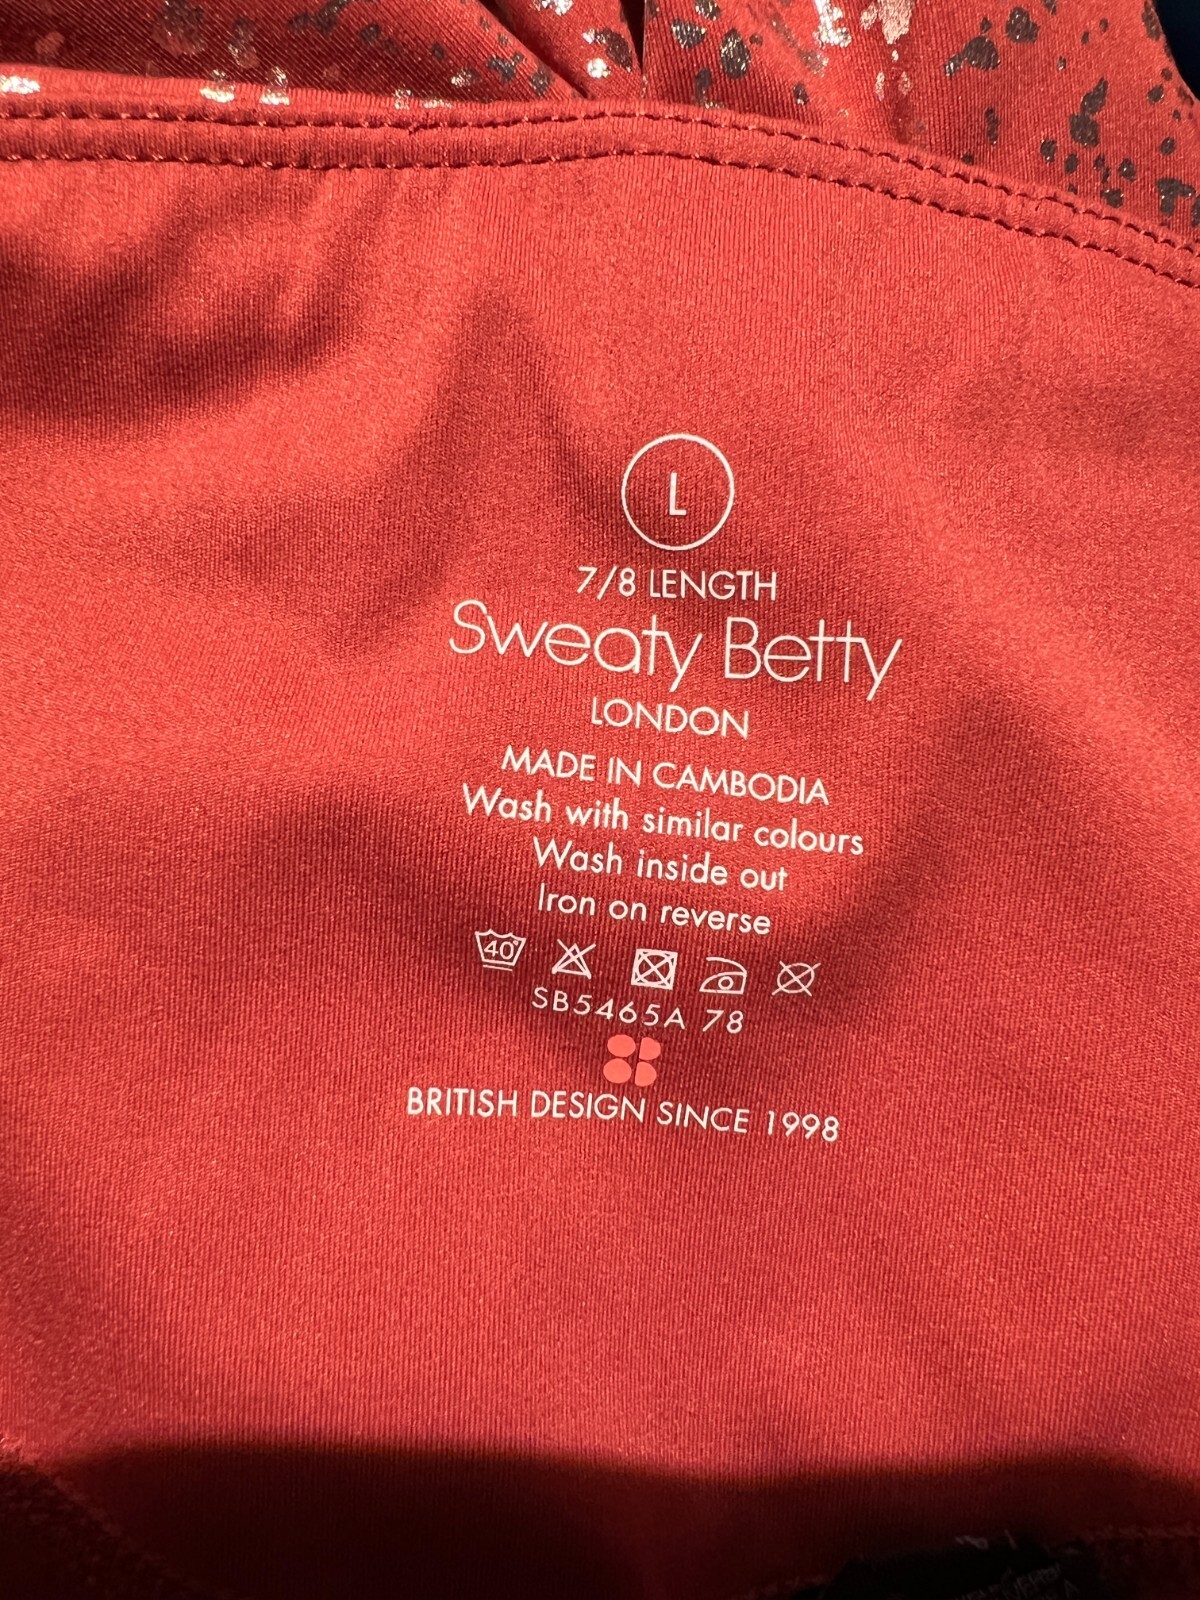 L
7/8 LENGTH
Sweaty Betty
LONDON
MADE IN CAMBODIA
Wash with similar colours
Wash inside out
Iron on reverse
40°
SB5465A 78
BRITISH DESIGN SINCE 1998